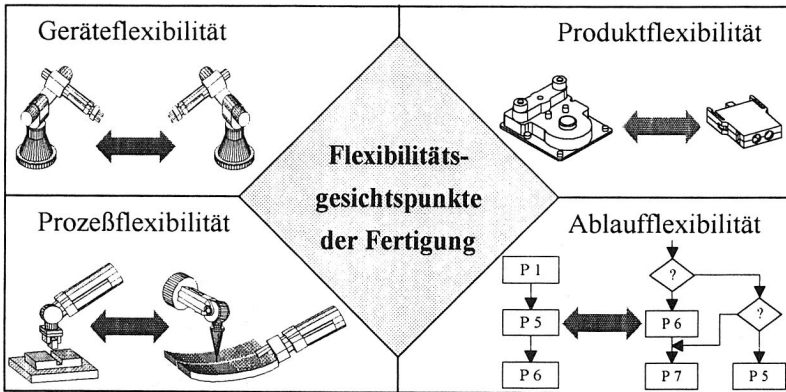 Geräteflexibilität
Produktflexibilität
Flexibilitäts-
gesichtspunkte
der Fertigung
Prozeßflexibilität
Ablaufflexibilität
P 1
P 5
P 6
?
?
P 6
P 7
P 5